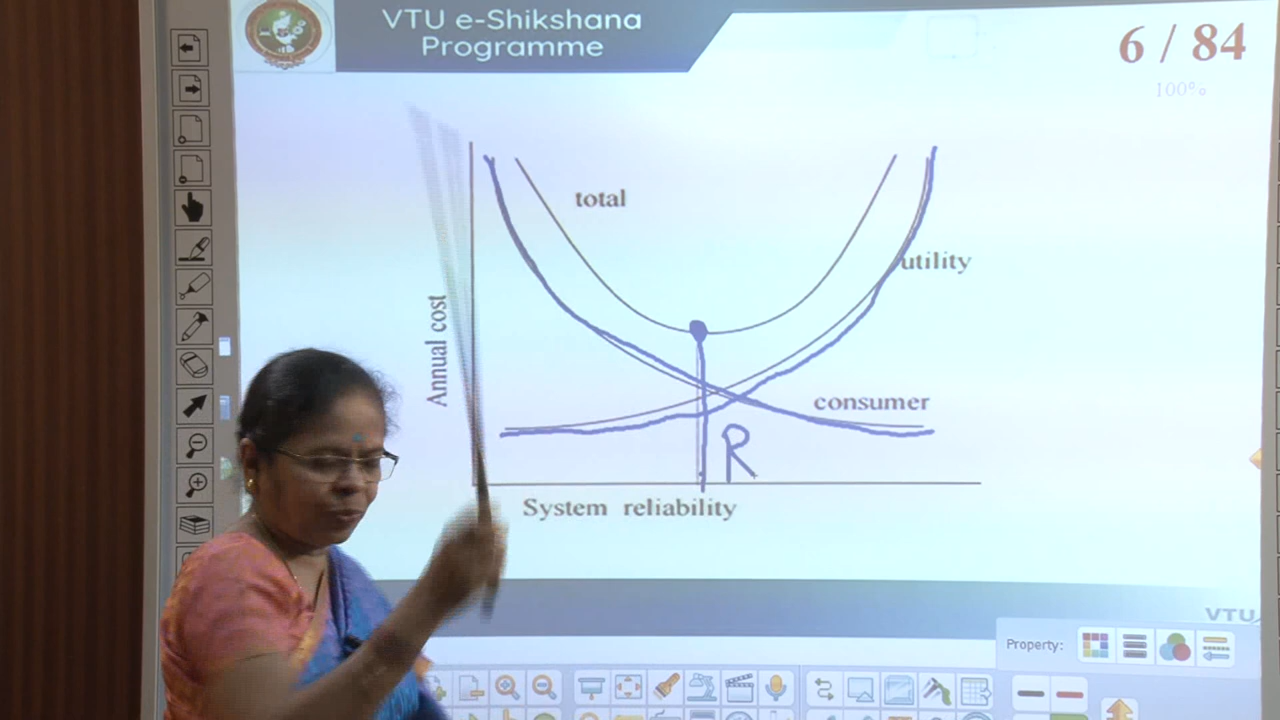 VTU e-Shikshana
Programme
6 / 84
100%
total
utility
Annual cost
consumer
R
System reliability
VTU
Property: